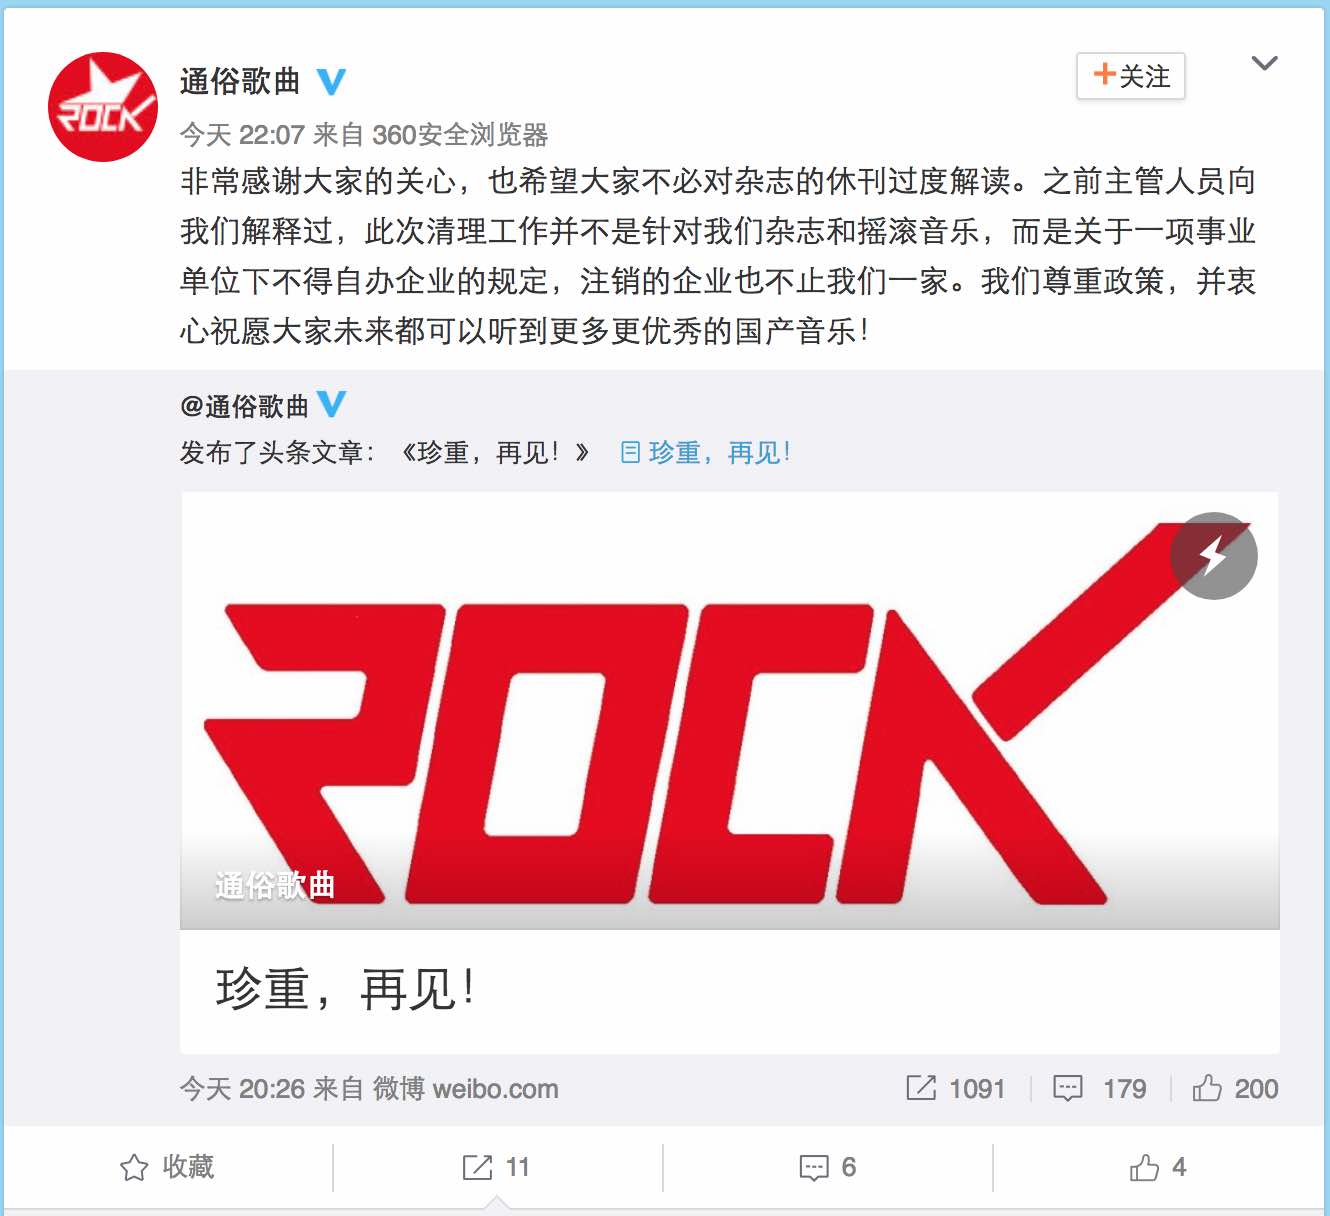 ROCK
通俗歌曲
+关注
今天 22:07 来自 360安全浏览器
非常感谢大家的关心，也希望大家不必对杂志的休刊过度解读。之前主管人员向
我们解释过，此次清理工作并不是针对我们杂志和摇滚音乐，而是关于一项事业
单位下不得自办企业的规定，注销的企业也不止我们一家。我们尊重政策，并衷
心祝愿大家未来都可以听到更多更优秀的国产音乐！
@通俗歌曲
发布了头条文章：《珍重，再见！》 珍重，再见！
ROCK
通俗歌曲
珍重，再见！
今天 20:26 来自 微博 weibo.com 1091 179 200
收藏 11 6 4